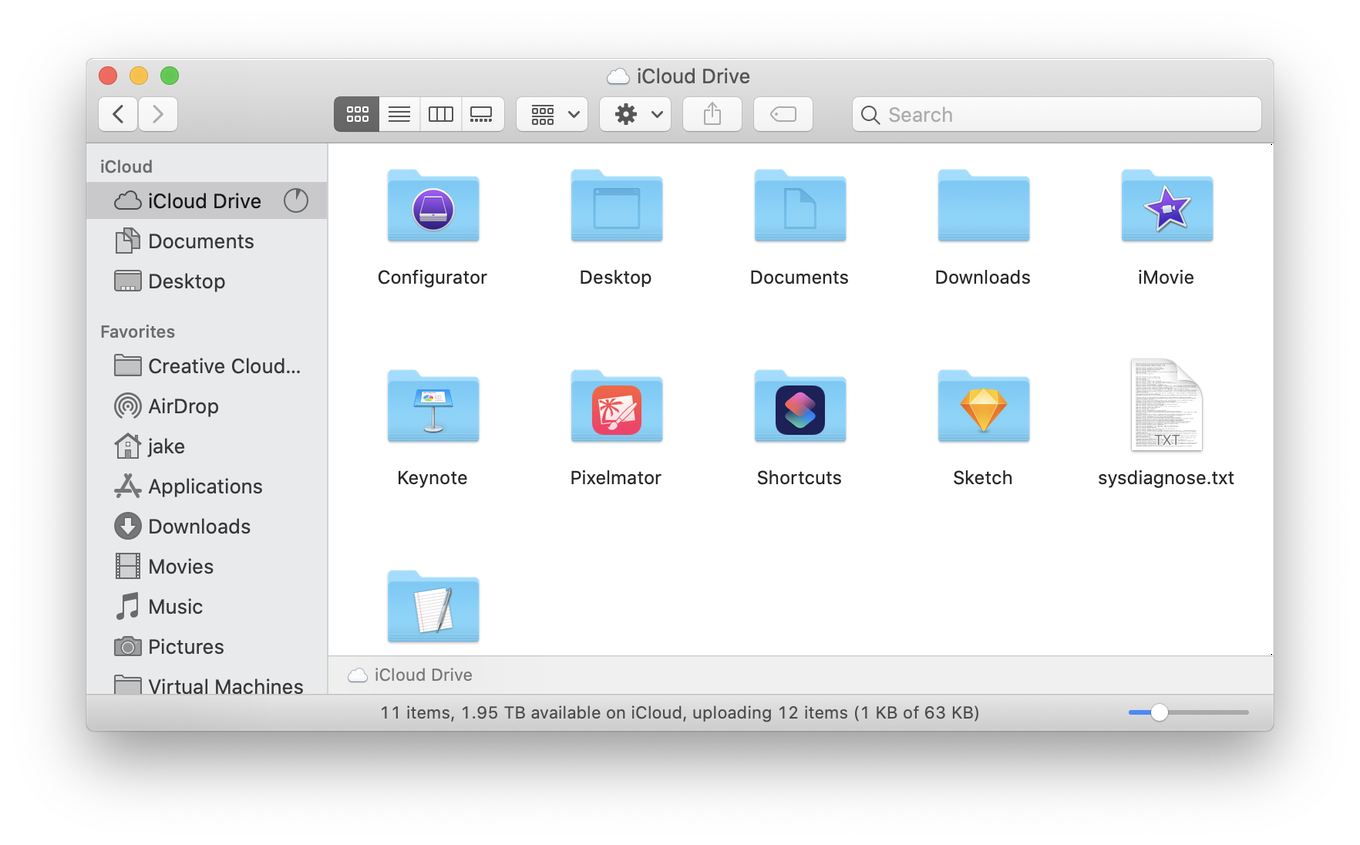 iCloud Drive
Search
iCloud
iCloud Drive
Documents
Desktop
Favorites
Creative Cloud...
AirDrop
jake
Applications
Downloads
Movies
Music
Pictures
Virtual Machines
Configurator
Desktop
Documents
Downloads
iMovie
Keynote
Pixelmator
Shortcuts
Sketch
TXT
sysdiagnose.txt
iCloud Drive
11 items, 1.95 TB available on iCloud, uploading 12 items (1 KB of 63 KB)